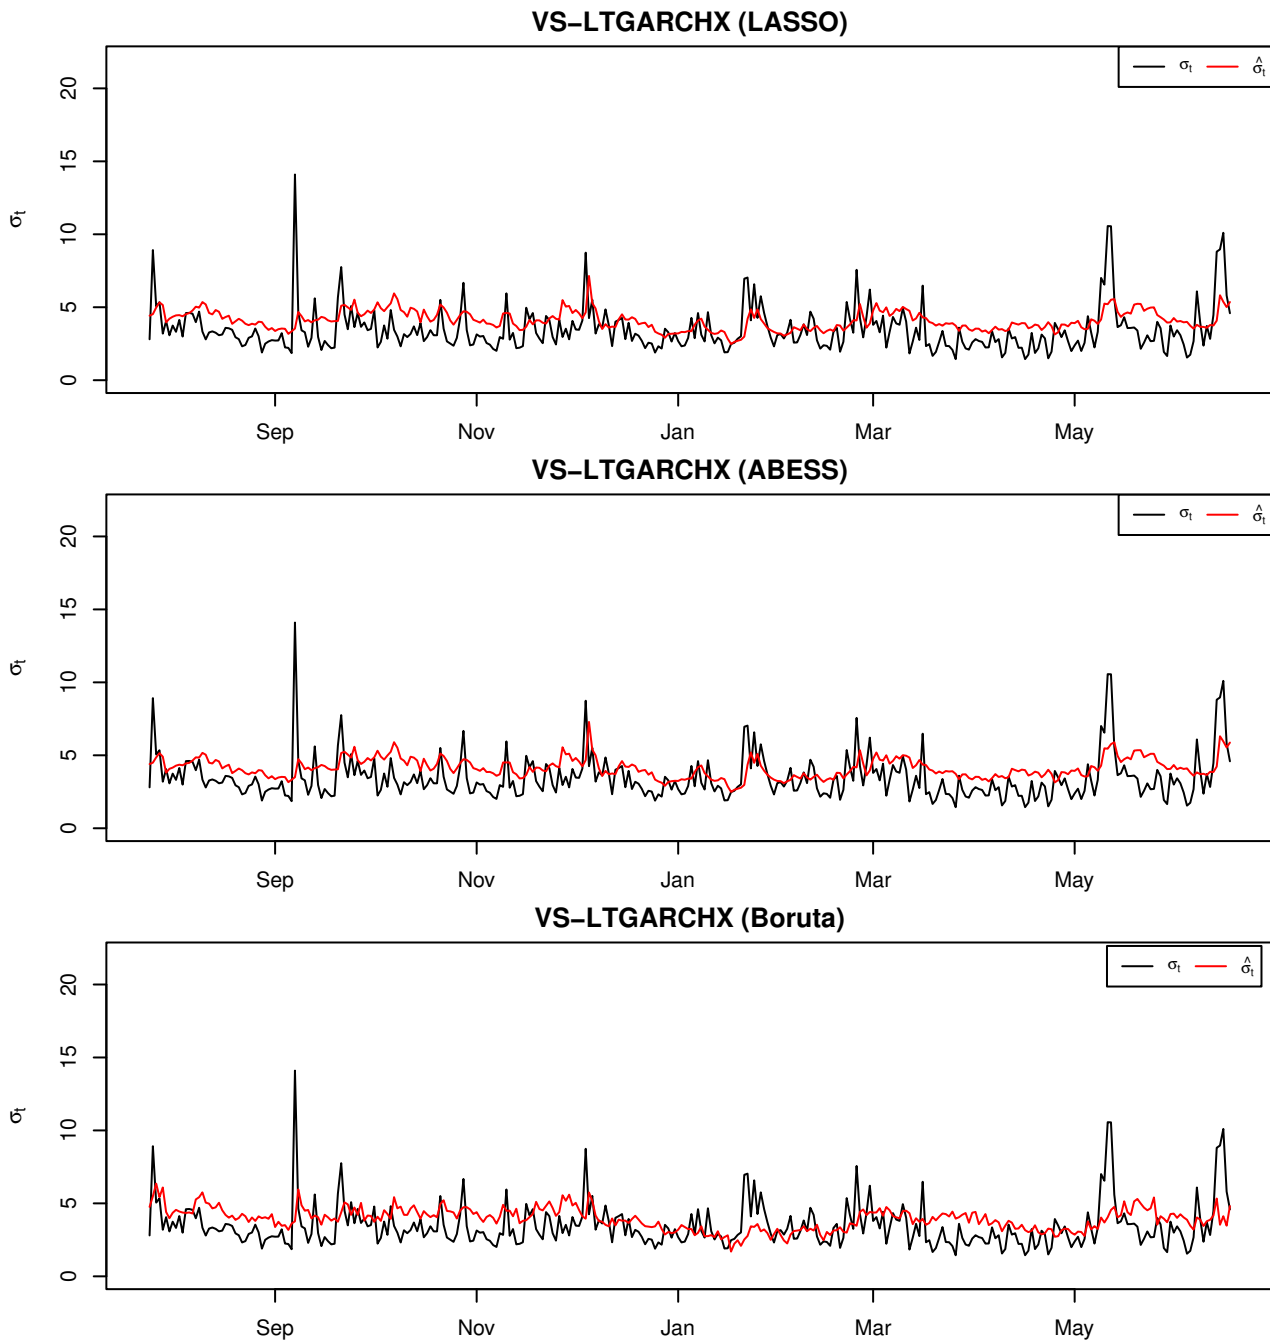 VS−LTGARCHX (LASSO)
σt σ̂t
20
15
10
5
0
σt
Sep Nov Jan Mar May
VS−LTGARCHX (ABESS)
σt σ̂t
20
15
10
5
0
σt
Sep Nov Jan Mar May
VS−LTGARCHX (Boruta)
σt σ̂t
20
15
10
5
0
σt
Sep Nov Jan Mar May